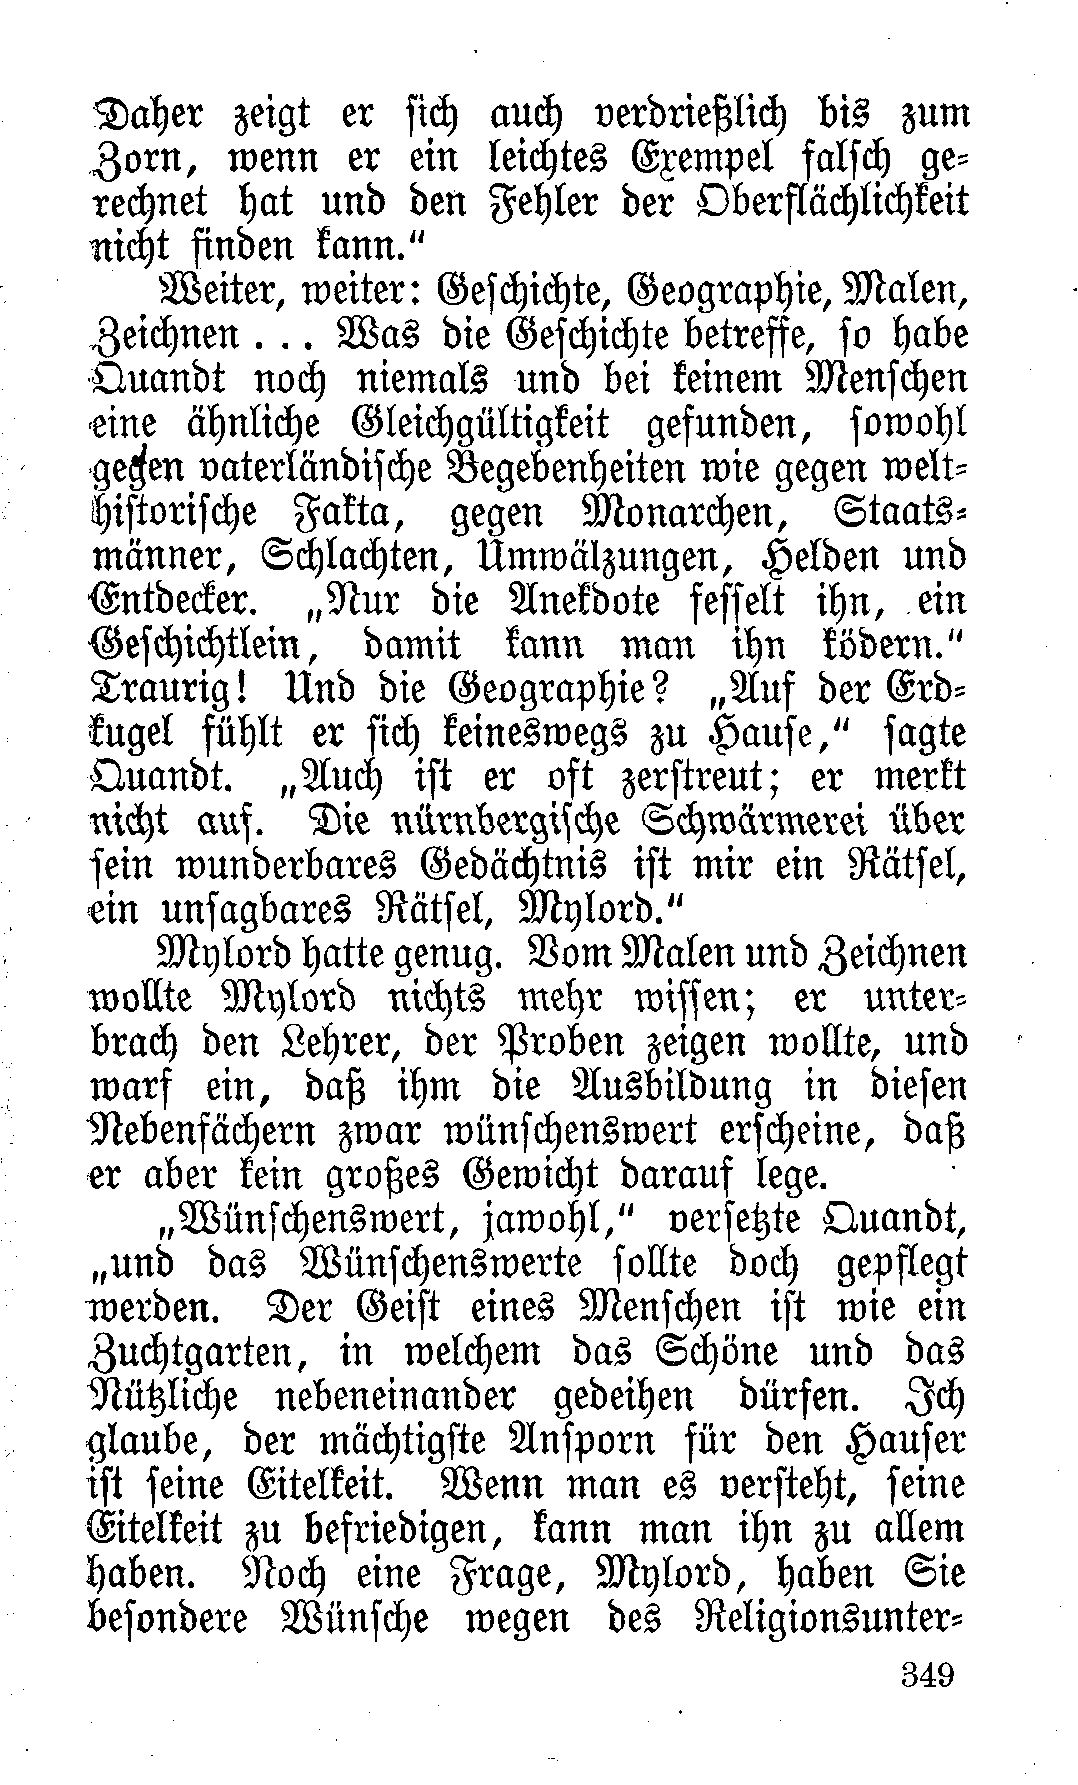 Daher zeigt er sich auch verdrießlich bis zum
Zorn, wenn er ein leichtes Exempel falsch ge-
rechnet hat und den Fehler der Oberflächlichkeit
nicht finden kann.“
Weiter, weiter: Geschichte, Geographie, Malen,
Zeichnen . . . Was die Geschichte betreffe, so habe
Quandt noch niemals und bei keinem Menschen
eine ähnliche Gleichgültigkeit gefunden, sowohl
gegen vaterländische Begebenheiten wie gegen welt-
historische Fakta, gegen Monarchen, Staats-
männer, Schlachten, Umwälzungen, Helden und
Entdecker. „Nur die Anekdote fesselt ihn, ein
Geschichtlein, damit kann man ihn ködern.“
Traurig! Und die Geographie? „Auf der Erd-
kugel fühlt er sich keineswegs zu Hause,“ sagte
Quandt. „Auch ist er oft zerstreut; er merkt
nicht auf. Die nürnbergische Schwärmerei über
sein wunderbares Gedächtnis ist mir ein Rätsel,
ein unsagbares Rätsel, Mylord.“
Mylord hatte genug. Vom Malen und Zeichnen
wollte Mylord nichts mehr wissen; er unter-
brach den Lehrer, der Proben zeigen wollte, und
warf ein, daß ihm die Ausbildung in diesen
Nebenfächern zwar wünschenswert erscheine, daß
er aber kein großes Gewicht darauf lege.
„Wünschenswert, jawohl,“ versetzte Quandt,
„und das Wünschenswerte sollte doch gepflegt
werden. Der Geist eines Menschen ist wie ein
Zuchtgarten, in welchem das Schöne und das
Nützliche nebeneinander gedeihen dürfen. Ich
glaube, der mächtigste Ansporn für den Hauser
ist seine Eitelkeit. Wenn man es versteht, seine
Eitelkeit zu befriedigen, kann man ihn zu allem
haben. Noch eine Frage, Mylord, haben Sie
besondere Wünsche wegen des Religionsunter-
349